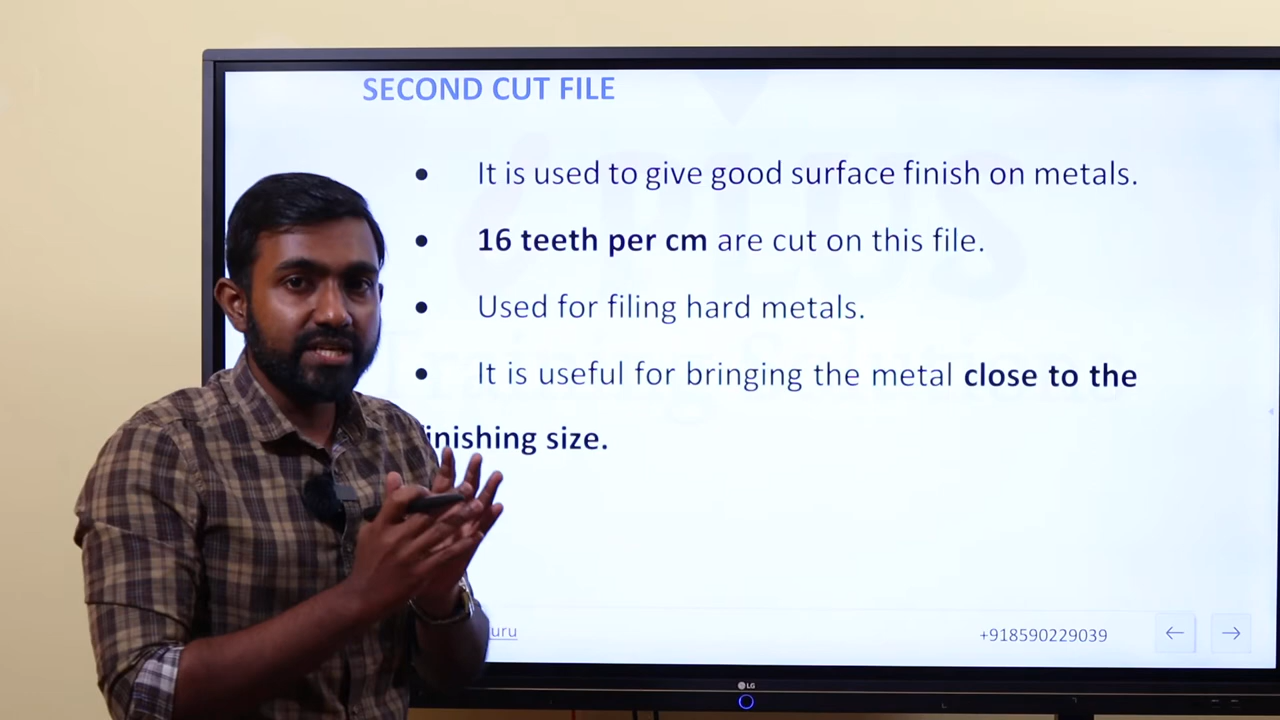 SECOND CUT FILE
• It is used to give good surface finish on metals.
• 16 teeth per cm are cut on this file.
• Used for filing hard metals.
• It is useful for bringing the metal close to the
finishing size.
uru
+918590229039
← →
LG